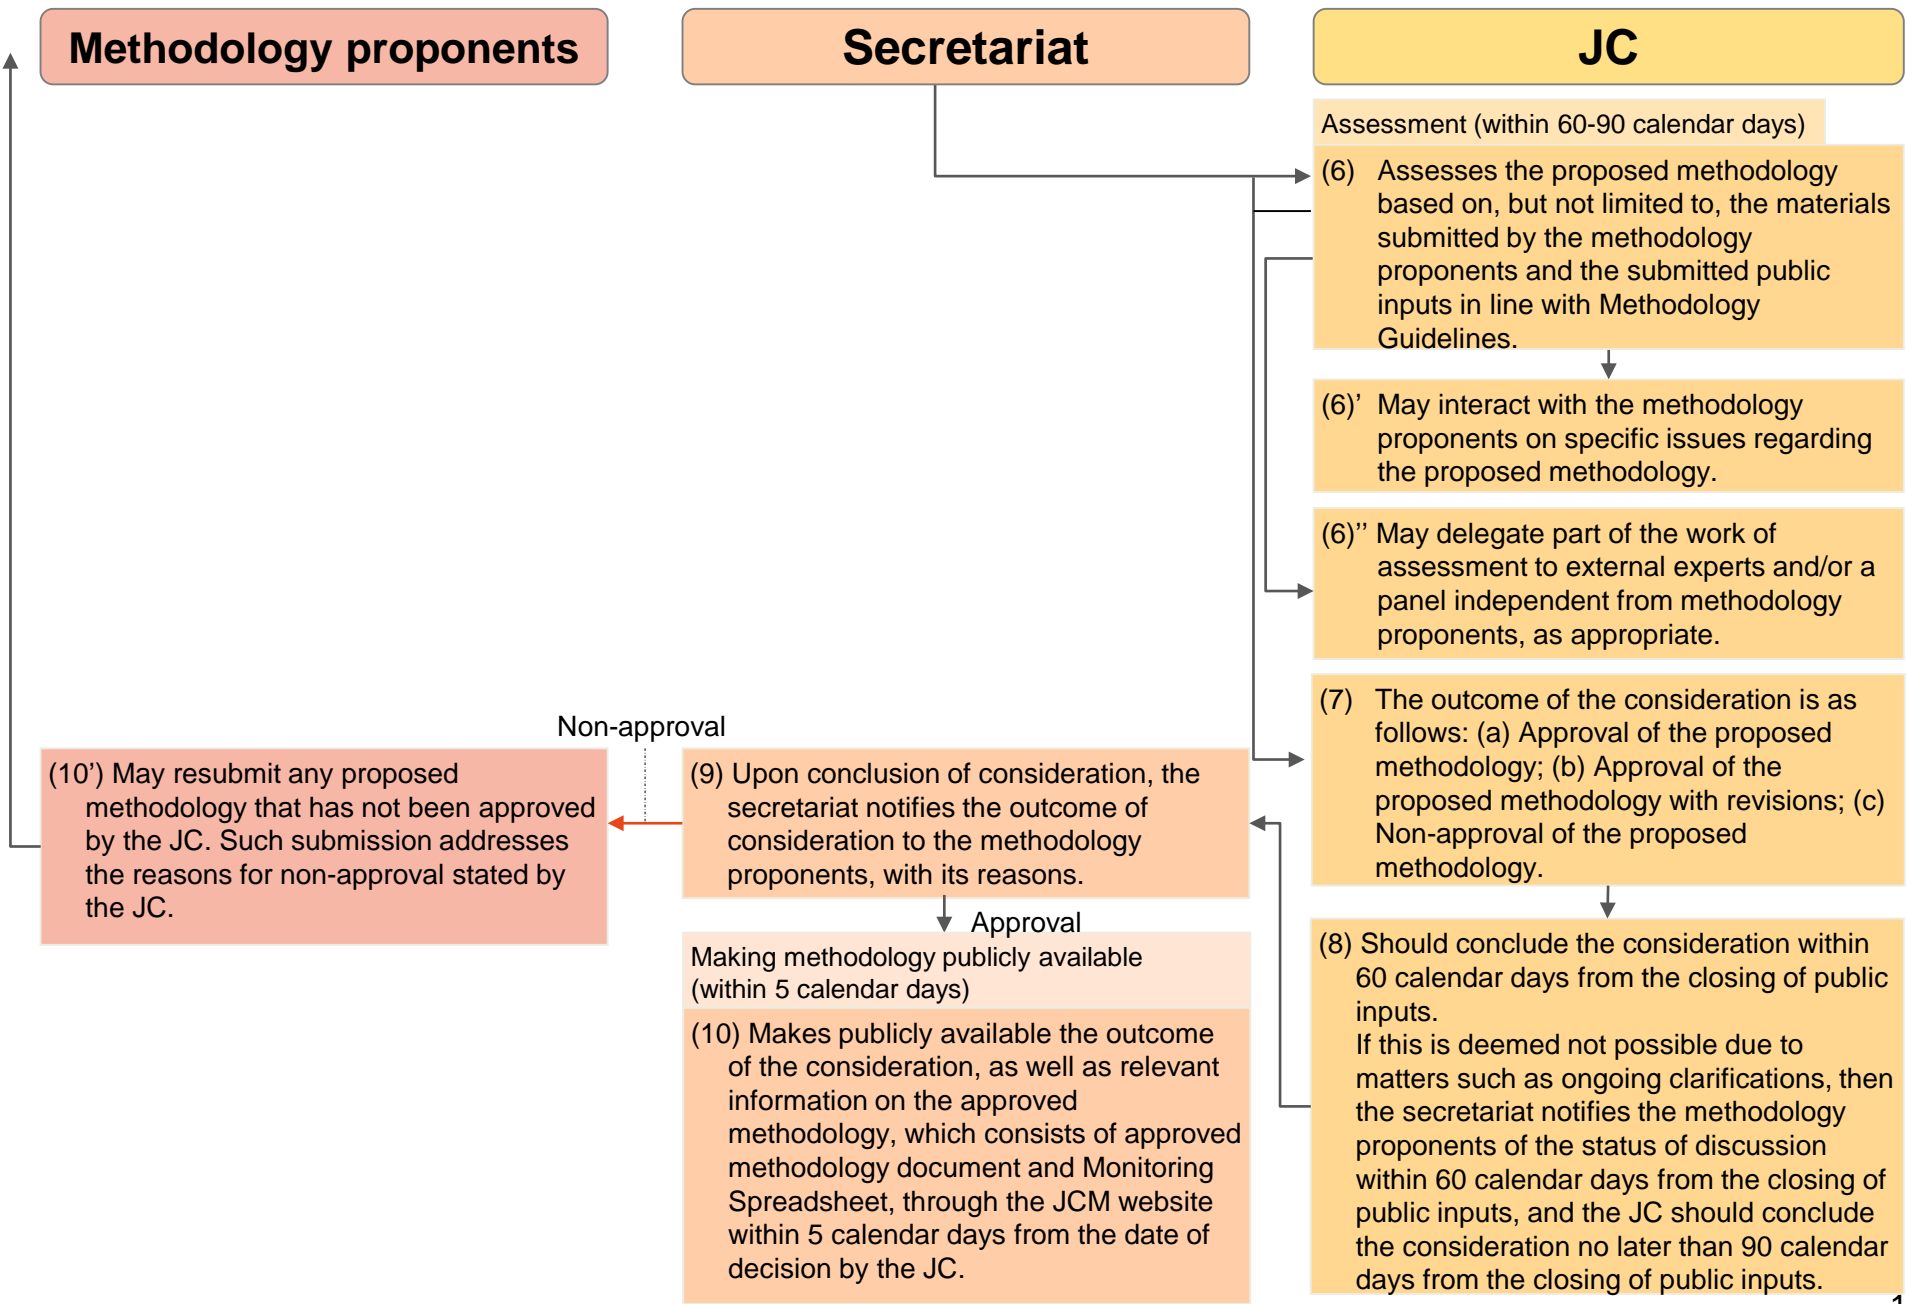 Methodology proponents
Secretariat
JC
Assessment (within 60-90 calendar days)
(6) Assesses the proposed methodology
based on, but not limited to, the materials
submitted by the methodology
proponents and the submitted public
inputs in line with Methodology
Guidelines.
(6)’ May interact with the methodology
proponents on specific issues regarding
the proposed methodology.
(6)’’ May delegate part of the work of
assessment to external experts and/or a
panel independent from methodology
proponents, as appropriate.
(7) The outcome of the consideration is as
follows: (a) Approval of the proposed
methodology; (b) Approval of the
proposed methodology with revisions; (c)
Non-approval of the proposed
methodology.
(8) Should conclude the consideration within
60 calendar days from the closing of public
inputs.
If this is deemed not possible due to
matters such as ongoing clarifications, then
the secretariat notifies the methodology
proponents of the status of discussion
within 60 calendar days from the closing of
public inputs, and the JC should conclude
the consideration no later than 90 calendar
days from the closing of public inputs.
(9) Upon conclusion of consideration, the
secretariat notifies the outcome of
consideration to the methodology
proponents, with its reasons.
Approval
Making methodology publicly available
(within 5 calendar days)
(10) Makes publicly available the outcome
of the consideration, as well as relevant
information on the approved
methodology, which consists of approved
methodology document and Monitoring
Spreadsheet, through the JCM website
within 5 calendar days from the date of
decision by the JC.
Non-approval
(10’) May resubmit any proposed
methodology that has not been approved
by the JC. Such submission addresses
the reasons for non-approval stated by
the JC.